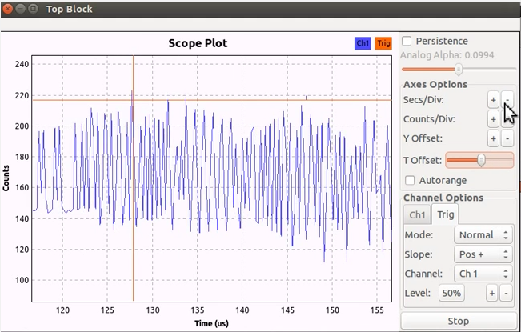 Top Block
Scope Plot
Ch1 Trig
Counts
240
220
200
180
160
140
120
100
120 125 130 135 140 145 150 155
Time (us)
Persistence
Analog Alpha: 0.0994
Axes Options
Secs/Div: + -
Counts/Div: + -
Y Offset: + -
T Offset:
Autorange
Channel Options
Ch1 Trig
Mode: Normal
Slope: Pos +
Channel: Ch1
Level: 50% + -
Stop